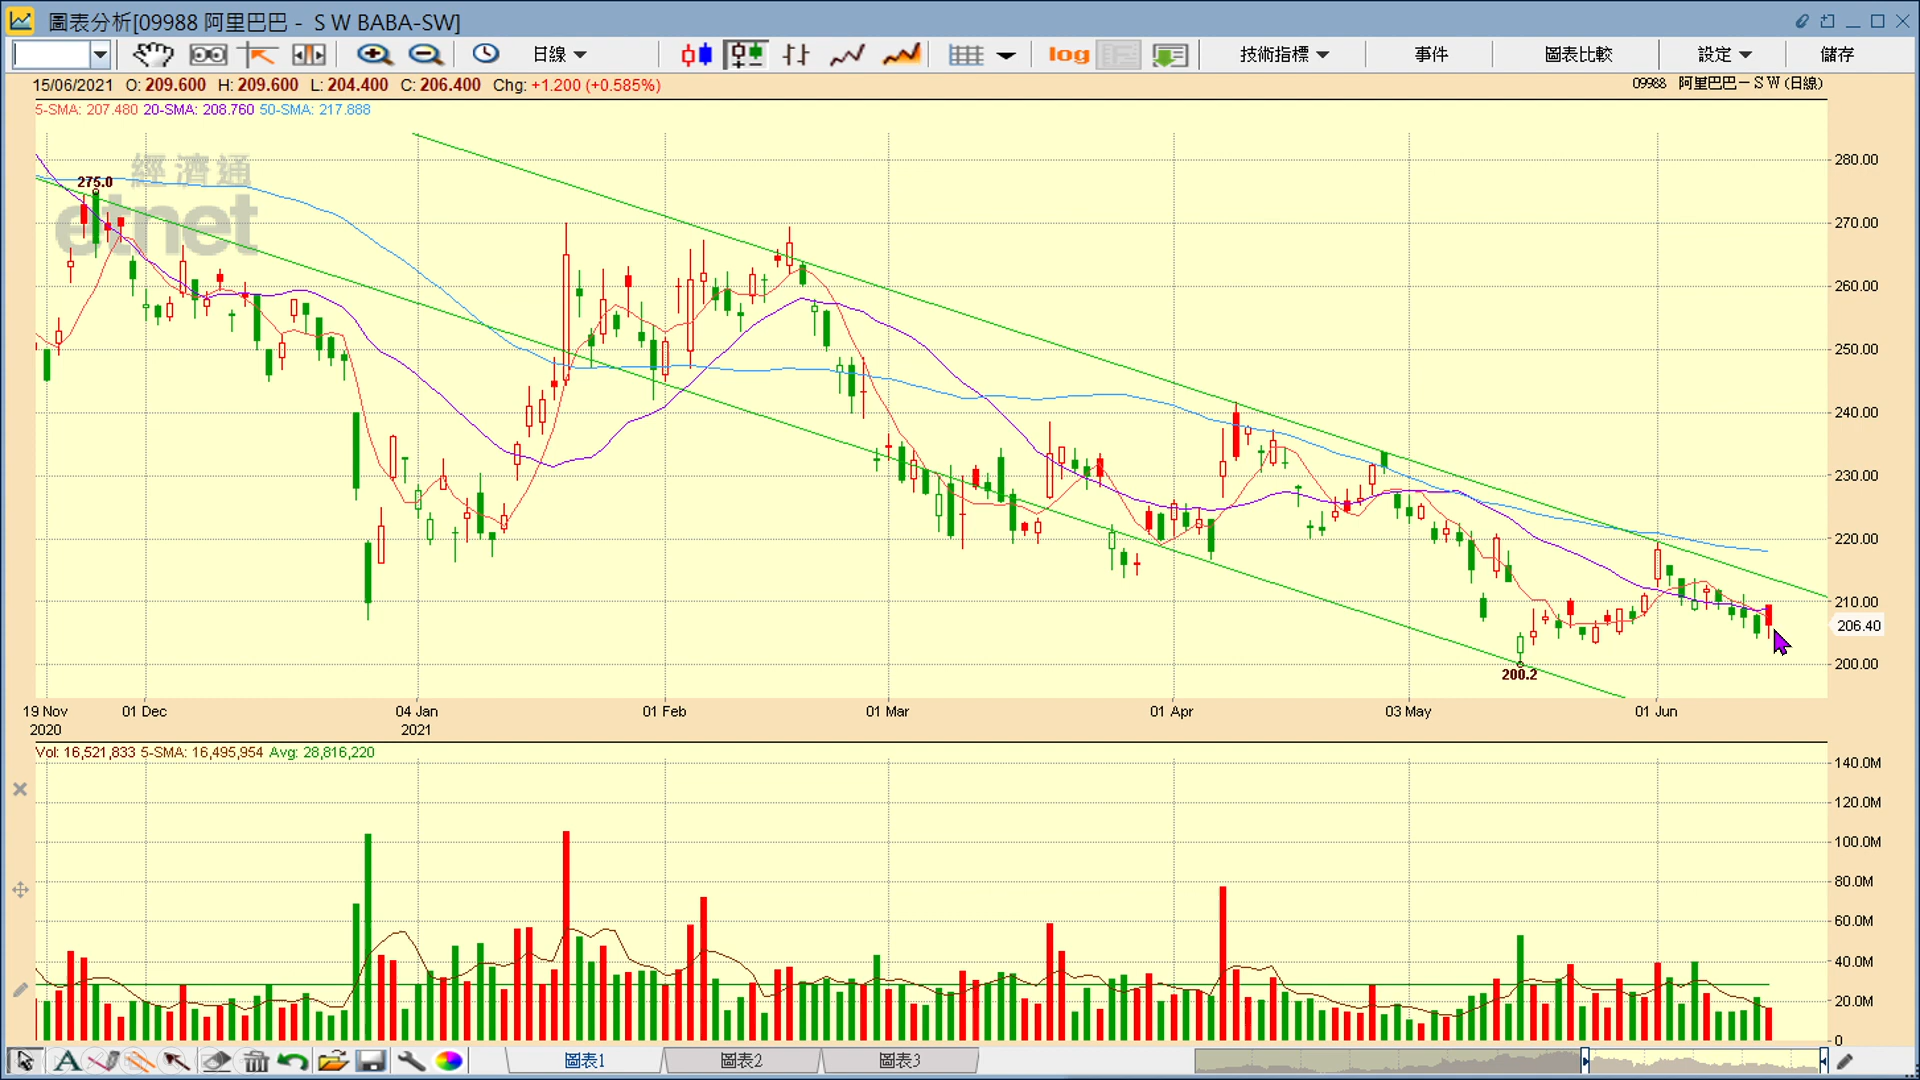 圖表分析[09988 阿里巴巴 - S W BABA-SW]
日線 log 技術指標 事件 圖表比較 設定 儲存
15/06/2021 O: 209.600 H: 209.600 L: 204.400 C: 206.400 Chg: +1.200 (+0.585%) 09988 阿里巴巴－ＳＷ(日線)
5-SMA: 207.480 20-SMA: 208.760 50-SMA: 217.888
經濟通
etnet
275.0
200.2
280.00
270.00
260.00
250.00
240.00
230.00
220.00
210.00
206.40
200.00
19 Nov 01 Dec 04 Jan 01 Feb 01 Mar 01 Apr 03 May 01 Jun
2020 2021
Vol: 16,521,833 5-SMA: 16,495,954 Avg: 28,816,220
140.0M
120.0M
100.0M
80.0M
60.0M
40.0M
20.0M
0
圖表1 圖表2 圖表3